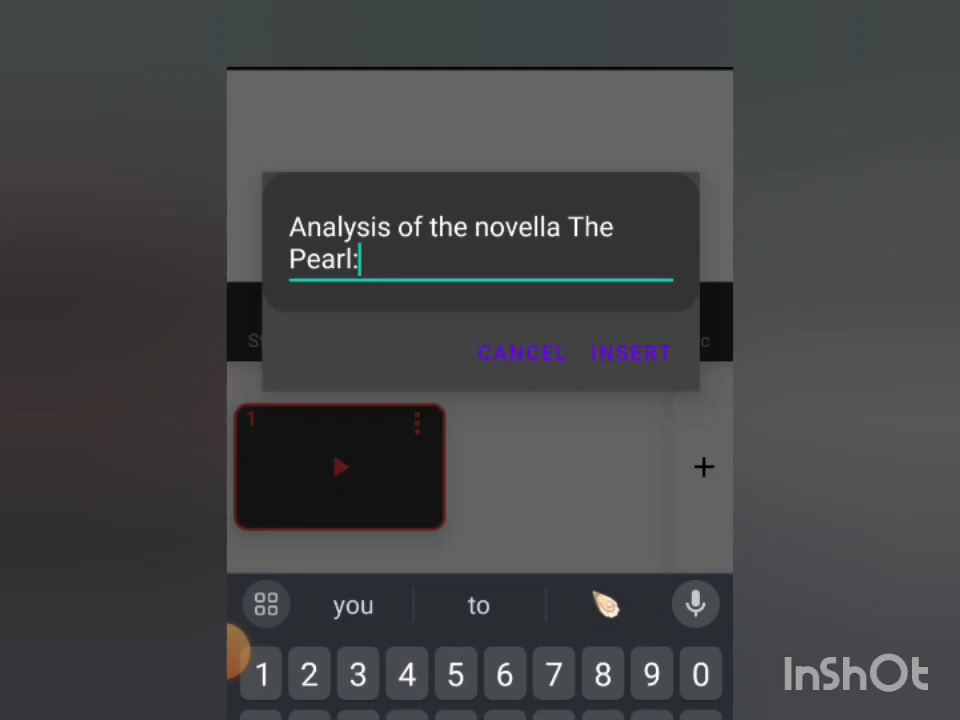 Analysis of the novella The
Pearl:
CANCEL INSERT
1
you to
1 2 3 4 5 6 7 8 9 0
InShOt